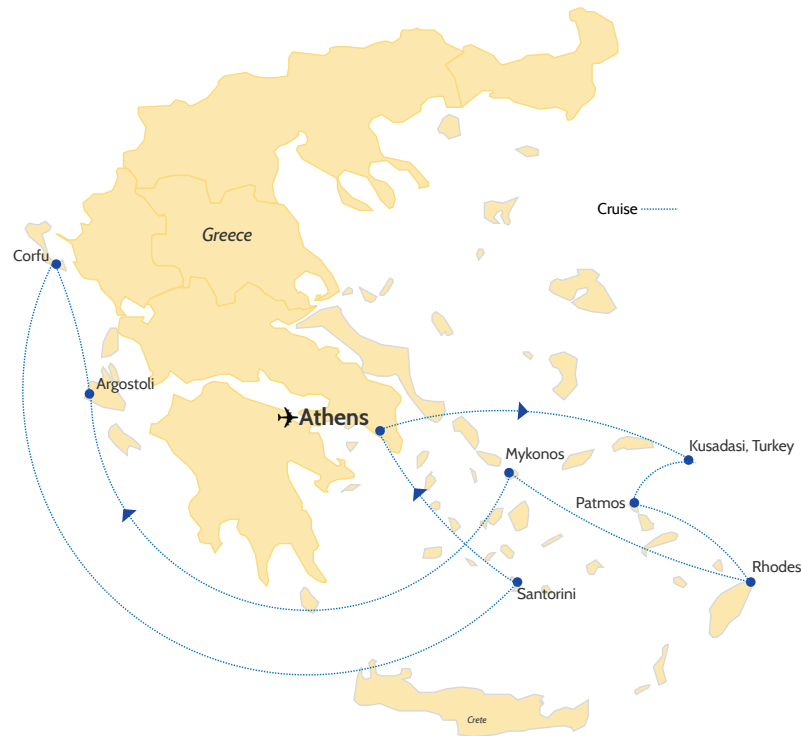 Cruise
Greece
Corfu
Argostoli
Athens
Mykonos
Kusadasi, Turkey
Patmos
Rhodes
Santorini
Crete